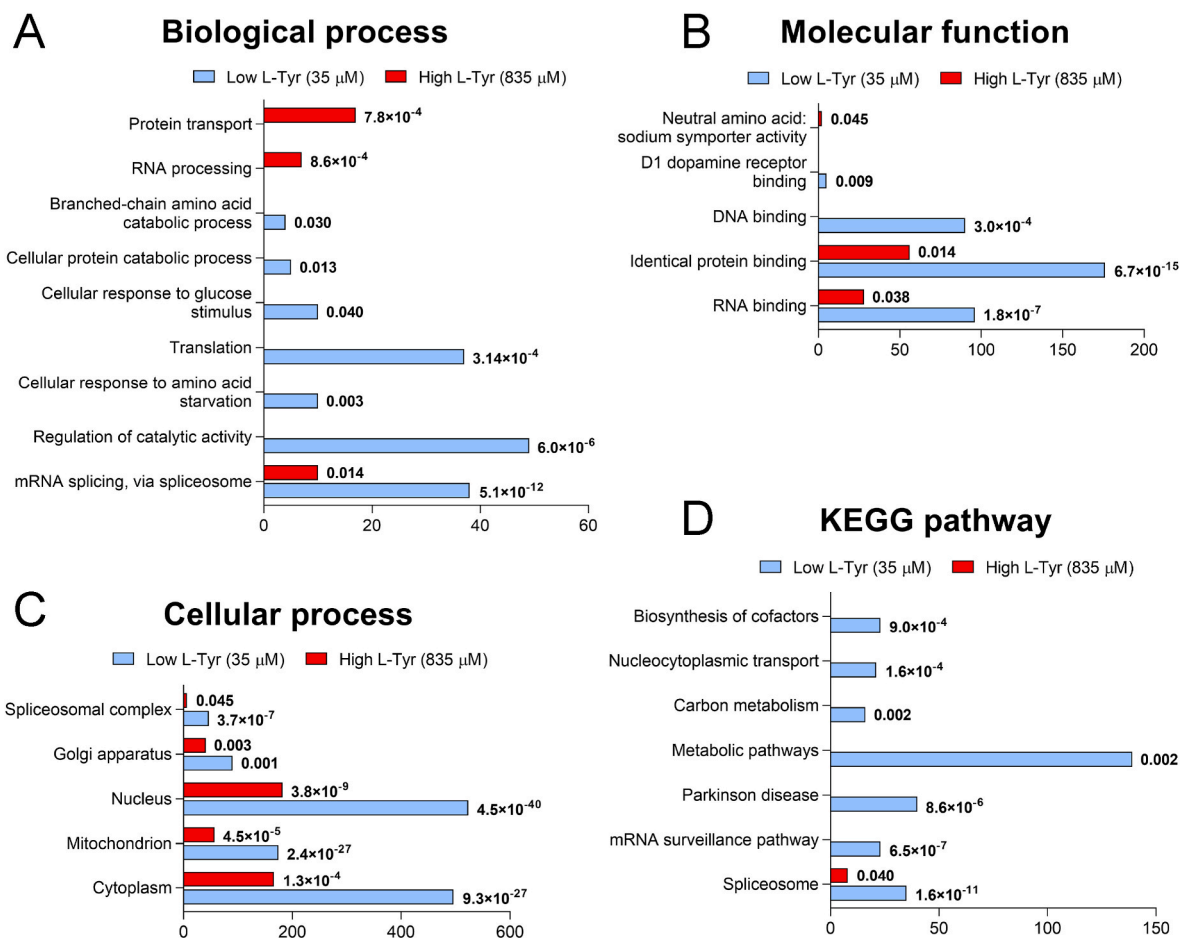 A
Biological process
Low L-Tyr (35 µM)
High L-Tyr (835 µM)
Protein transport
7.8×10⁻⁴
RNA processing
8.6×10⁻⁴
Branched-chain amino acid
catabolic process
0.030
Cellular protein catabolic process
0.013
Cellular response to glucose
stimulus
0.040
Translation
3.14×10⁻⁴
Cellular response to amino acid
starvation
0.003
Regulation of catalytic activity
6.0×10⁻⁶
mRNA splicing, via spliceosome
0.014
5.1×10⁻¹²
0 20 40 60
B
Molecular function
Low L-Tyr (35 µM)
High L-Tyr (835 µM)
Neutral amino acid:
sodium symporter activity
0.045
D1 dopamine receptor
binding
0.009
DNA binding
3.0×10⁻⁴
Identical protein binding
0.014
6.7×10⁻¹⁵
RNA binding
0.038
1.8×10⁻⁷
0 50 100 150 200
C
Cellular process
Low L-Tyr (35 µM)
High L-Tyr (835 µM)
Spliceosomal complex
0.045
3.7×10⁻⁷
Golgi apparatus
0.003
0.001
Nucleus
3.8×10⁻⁹
4.5×10⁻⁴⁰
Mitochondrion
4.5×10⁻⁵
2.4×10⁻²⁷
Cytoplasm
1.3×10⁻⁴
9.3×10⁻²⁷
0 200 400 600
D
KEGG pathway
Low L-Tyr (35 µM)
High L-Tyr (835 µM)
Biosynthesis of cofactors
9.0×10⁻⁴
Nucleocytoplasmic transport
1.6×10⁻⁴
Carbon metabolism
0.002
Metabolic pathways
0.002
Parkinson disease
8.6×10⁻⁶
mRNA surveillance pathway
6.5×10⁻⁷
Spliceosome
0.040
1.6×10⁻¹¹
0 50 100 150